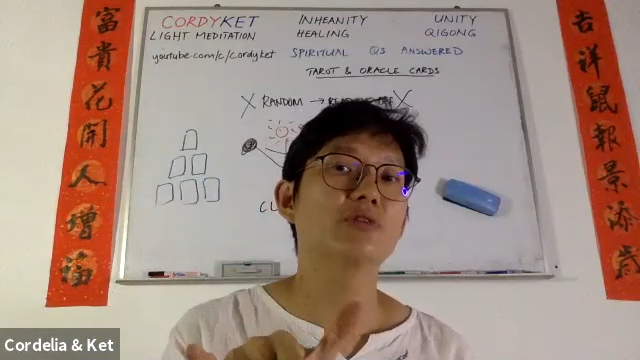 富貴花開人增福
CORDYKET
LIGHT MEDITATION
INHEANITY
HEALING
UNITY
QIGONG
youtube.com/c/cordyket SPIRITUAL QS ANSWERED
TAROT & ORACLE CARDS
X RANDOM →
X
CL
吉祥鼠報景添歲
Cordelia & Ket